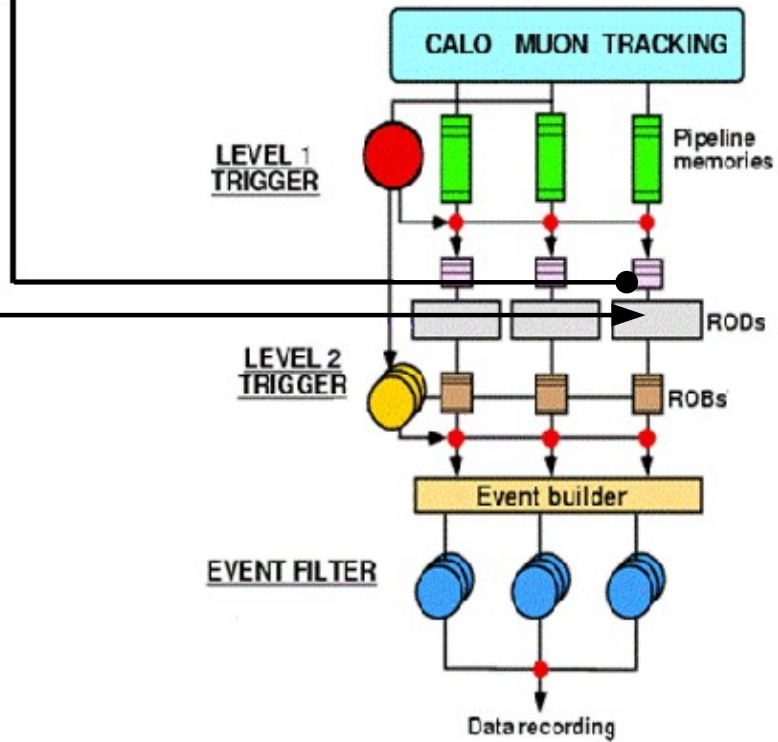 CALO MUON TRACKING
Pipeline
memories
LEVEL 1
TRIGGER
RODs
LEVEL 2
TRIGGER
ROBs
Event builder
EVENT FILTER
Data recording